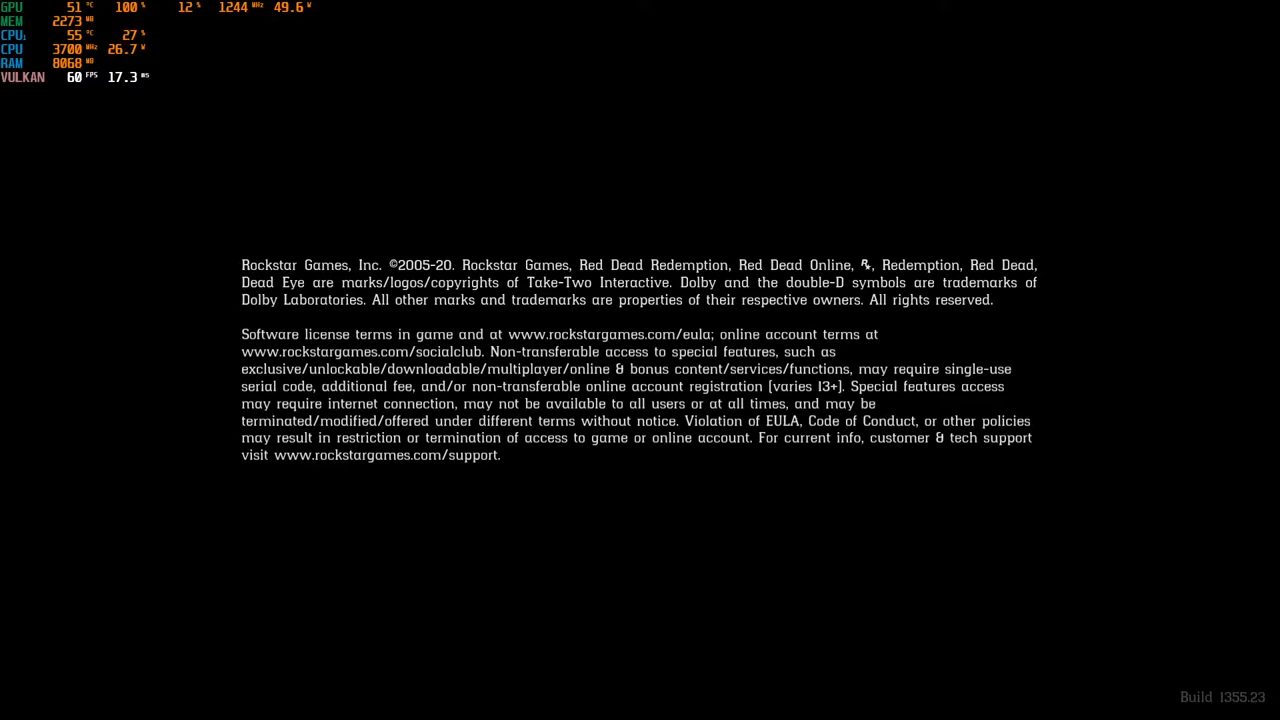 GPU 51 °C 100 % 12 % 1244 MHz 49.6 W
MEM 2273 MB
CPU1 55 °C 27 %
CPU 3700 MHz 26.7 W
RAM 8068 MB
VULKAN 60 FPS 17.3 ms
Rockstar Games, Inc. ©2005-20. Rockstar Games, Red Dead Redemption, Red Dead Online, R*, Redemption, Red Dead,
Dead Eye are marks/logos/copyrights of Take-Two Interactive. Dolby and the double-D symbols are trademarks of
Dolby Laboratories. All other marks and trademarks are properties of their respective owners. All rights reserved.
Software license terms in game and at www.rockstargames.com/eula; online account terms at
www.rockstargames.com/socialclub. Non-transferable access to special features, such as
exclusive/unlockable/downloadable/multiplayer/online & bonus content/services/functions, may require single-use
serial code, additional fee, and/or non-transferable online account registration (varies 13+). Special features access
may require internet connection, may not be available to all users or at all times, and may be
terminated/modified/offered under different terms without notice. Violation of EULA, Code of Conduct, or other policies
may result in restriction or termination of access to game or online account. For current info, customer & tech support
visit www.rockstargames.com/support.
Build 1355.23